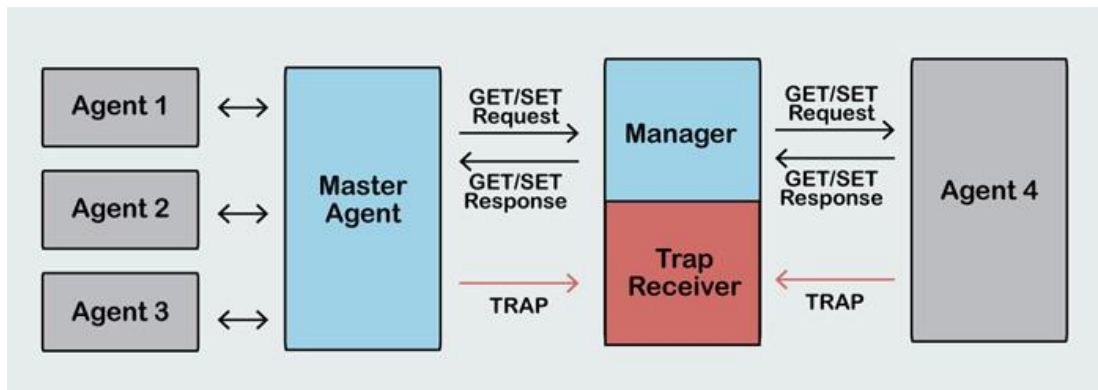 Agent 1
Agent 2
Agent 3
Master
Agent
GET/SET
Request
GET/SET
Response
TRAP
Manager
Trap
Receiver
GET/SET
Request
GET/SET
Response
TRAP
Agent 4